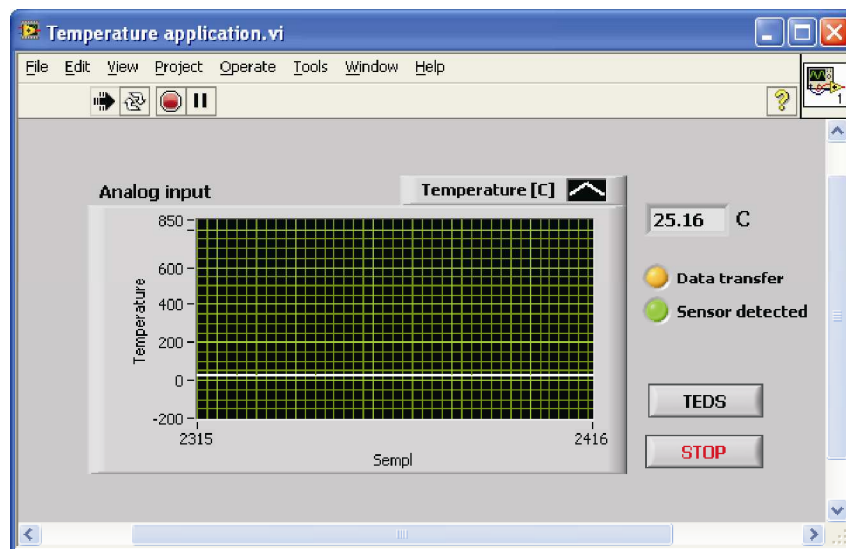 Temperature application.vi
File Edit View Project Operate Tools Window Help
1
Analog input
Temperature [C]
850
600
400
200
0
-200
Temperature
2315
2416
Sempl
25.16 C
Data transfer
Sensor detected
TEDS
STOP